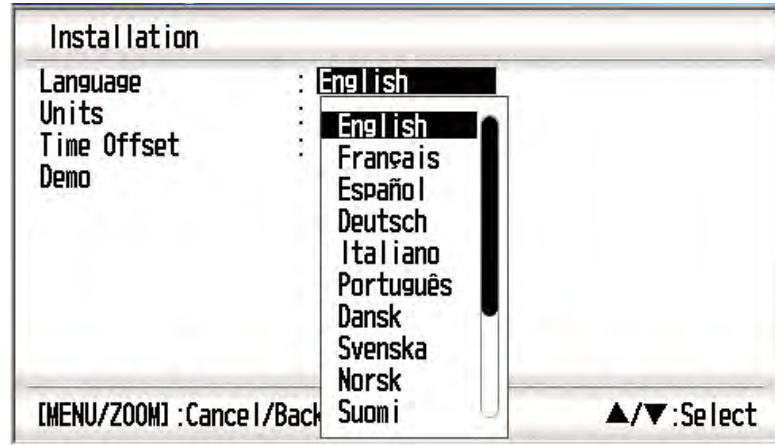 Installation
Language : English
Units :
Time Offset :
Demo
English
Français
Español
Deutsch
Italiano
Português
Dansk
Svenska
Norsk
Suomi
[MENU/ZOOM]:Cancel/Back
▲/▼:Select